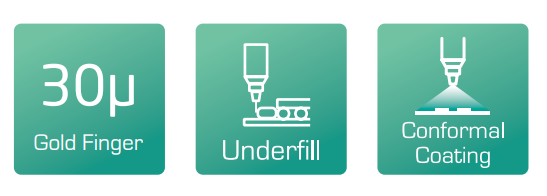 30μ
Gold Finger
Underfill
Conformal
Coating